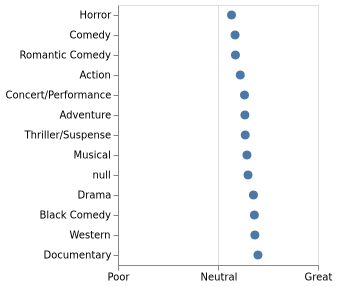 Horror
Comedy
Romantic Comedy
Action
Concert/Performance
Adventure
Thriller/Suspense
Musical
null
Drama
Black Comedy
Western
Documentary
Poor Neutral Great